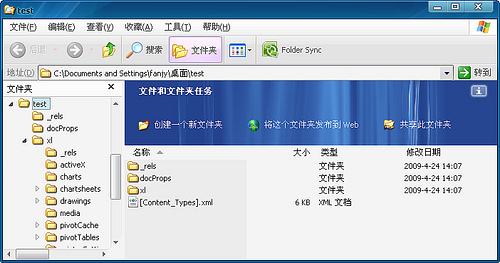 test
文件(F) 编辑(E) 查看(V) 收藏(A) 工具(T) 帮助(H)
后退 搜索 文件夹 Folder Sync
地址(D) C:\Documents and Settings\fanjy\桌面\test 转到
文件夹
test
_rels
docProps
xl
_rels
activeX
charts
chartsheets
drawings
media
pivotCache
pivotTables
文件和文件夹任务
创建一个新文件夹 将这个文件夹发布到 Web 共享此文件夹
名称 大小 类型 修改日期
_rels 文件夹 2009-4-24 14:07
docProps 文件夹 2009-4-24 14:07
xl 文件夹 2009-4-24 14:07
[Content_Types].xml 6 KB XML 文档